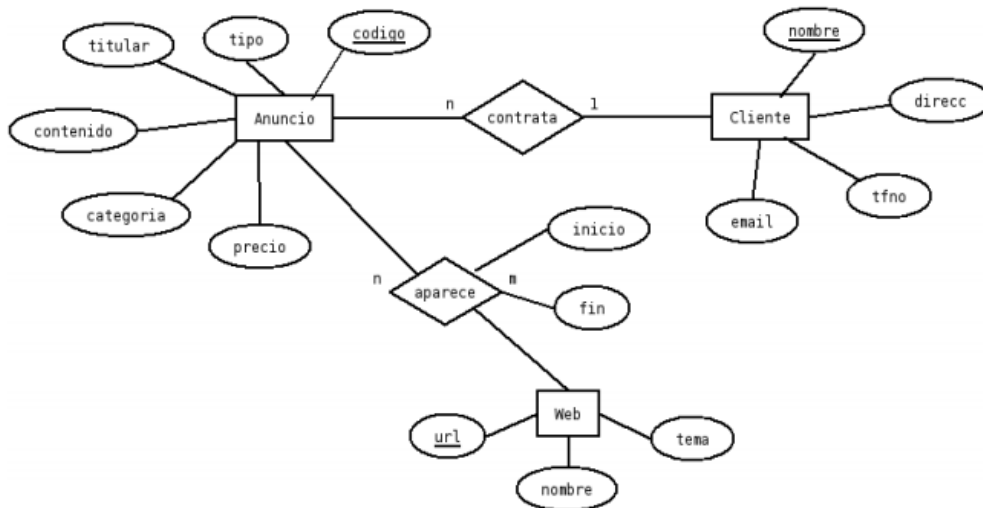 titular
tipo
codigo
nombre
contenido
Anuncio
n
contrata
1
Cliente
direcc
categoria
precio
email
tfno
inicio
n
aparece
m
fin
url
Web
tema
nombre